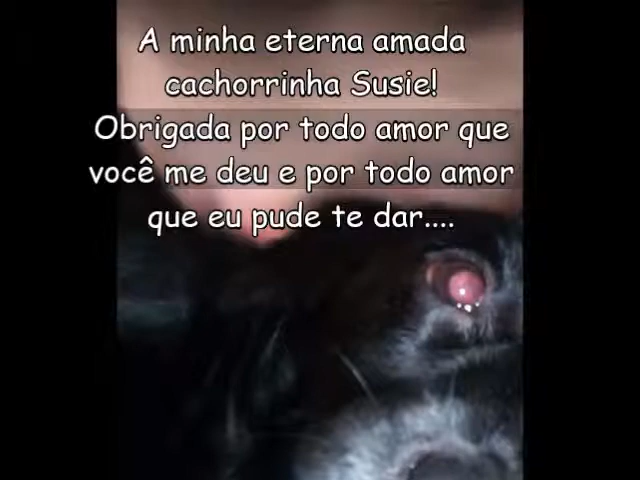 A minha eterna amada
cachorrinha Susie!
Obrigada por todo amor que
você me deu e por todo amor
que eu pude te dar....